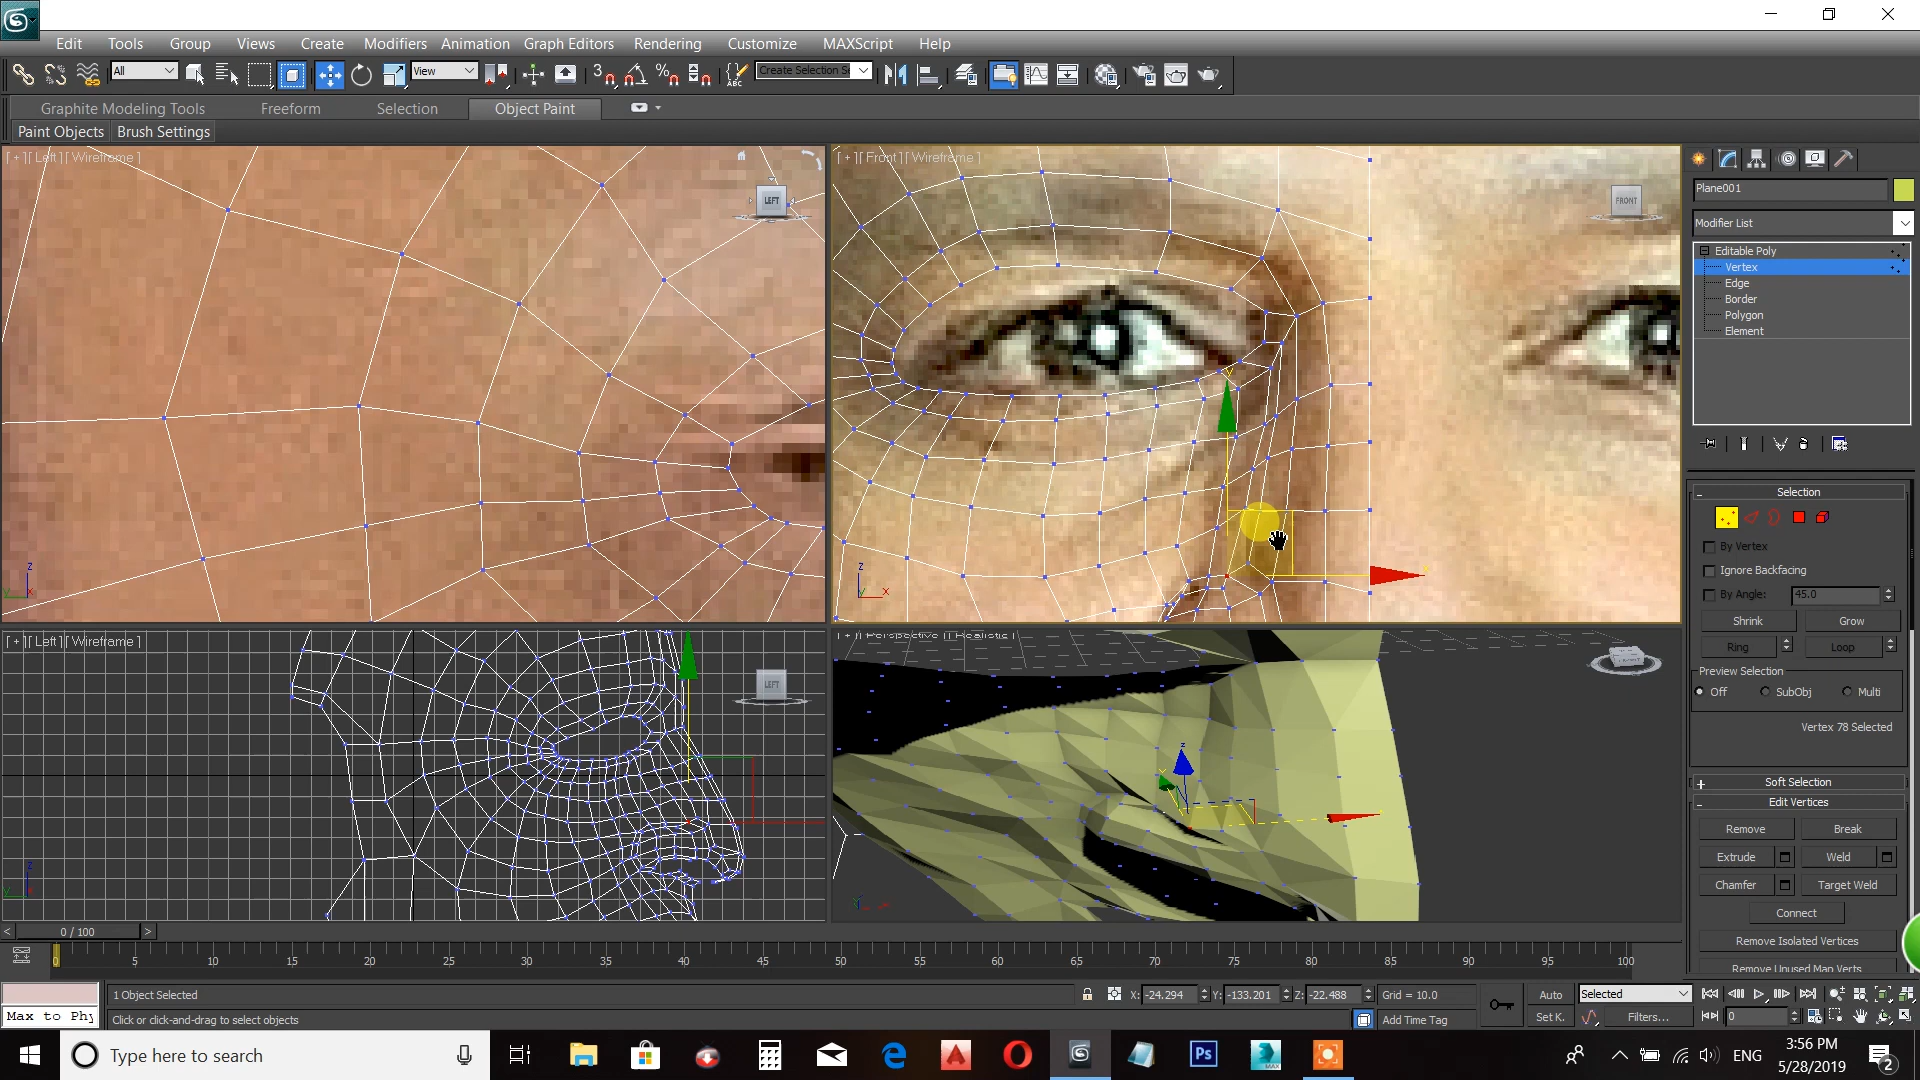 Edit Tools Group Views Create Modifiers Animation Graph Editors Rendering Customize MAXScript Help
All View Create Selection Se
Graphite Modeling Tools Freeform Selection Object Paint
Paint Objects Brush Settings
[ + ][ Left ][ Wireframe ]
LEFT
[ + ][ Front ][ Wireframe ]
FRONT
[ + ][ Left ][ Wireframe ]
LEFT
[ + ][ Perspective ][ Realistic ]
Plane001
Modifier List
Editable Poly
Vertex
Edge
Border
Polygon
Element
Selection
By Vertex
Ignore Backfacing
By Angle: 45.0
Shrink Grow
Ring Loop
Preview Selection
Off SubObj Multi
Vertex 78 Selected
Soft Selection
Edit Vertices
Remove Break
Extrude Weld
Chamfer Target Weld
Connect
Remove Isolated Vertices
Remove Unused Map Verts
0 / 100
0 5 10 15 20 25 30 35 40 45 50 55 60 65 70 75 80 85 90 95 100
1 Object Selected X: -24.294 Y: -133.201 Z: -22.488 Grid = 10.0 Auto Selected
Max to Phy Click or click-and-drag to select objects Add Time Tag Set K. Filters... 0
Type here to search
ENG
3:56 PM
5/28/2019
2